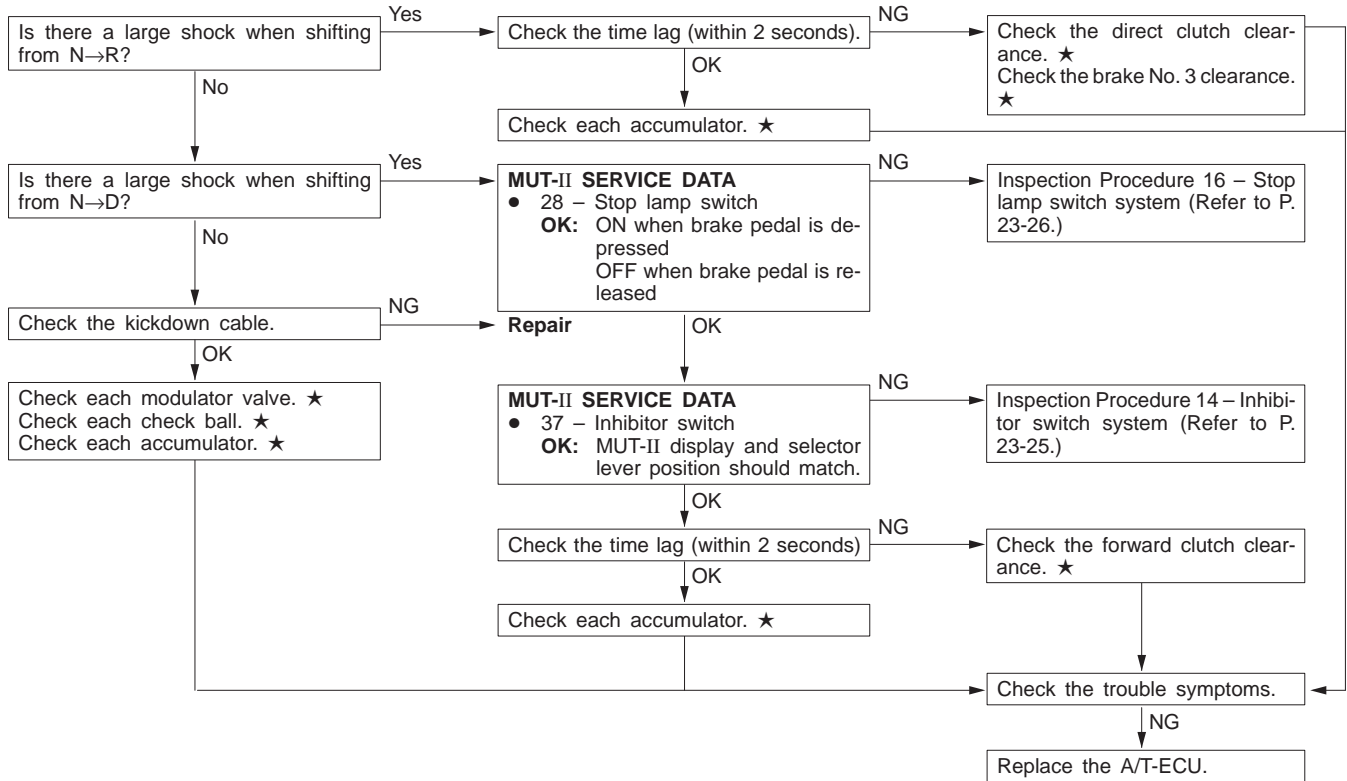 Is there a large shock when shifting
from N→R?
Yes
Check the time lag (within 2 seconds).
NG
Check the direct clutch clear-
ance. ★
Check the brake No. 3 clearance.
★
No
OK
Check each accumulator. ★
Is there a large shock when shifting
from N→D?
Yes
MUT-II SERVICE DATA
● 28 – Stop lamp switch
OK: ON when brake pedal is de-
pressed
OFF when brake pedal is re-
leased
NG
Inspection Procedure 16 – Stop
lamp switch system (Refer to P.
23-26.)
No
Check the kickdown cable.
NG
Repair
OK
OK
Check each modulator valve. ★
Check each check ball. ★
Check each accumulator. ★
MUT-II SERVICE DATA
● 37 – Inhibitor switch
OK: MUT-II display and selector
lever position should match.
NG
Inspection Procedure 14 – Inhibi-
tor switch system (Refer to P.
23-25.)
OK
Check the time lag (within 2 seconds)
NG
Check the forward clutch clear-
ance. ★
OK
Check each accumulator. ★
Check the trouble symptoms.
NG
Replace the A/T-ECU.